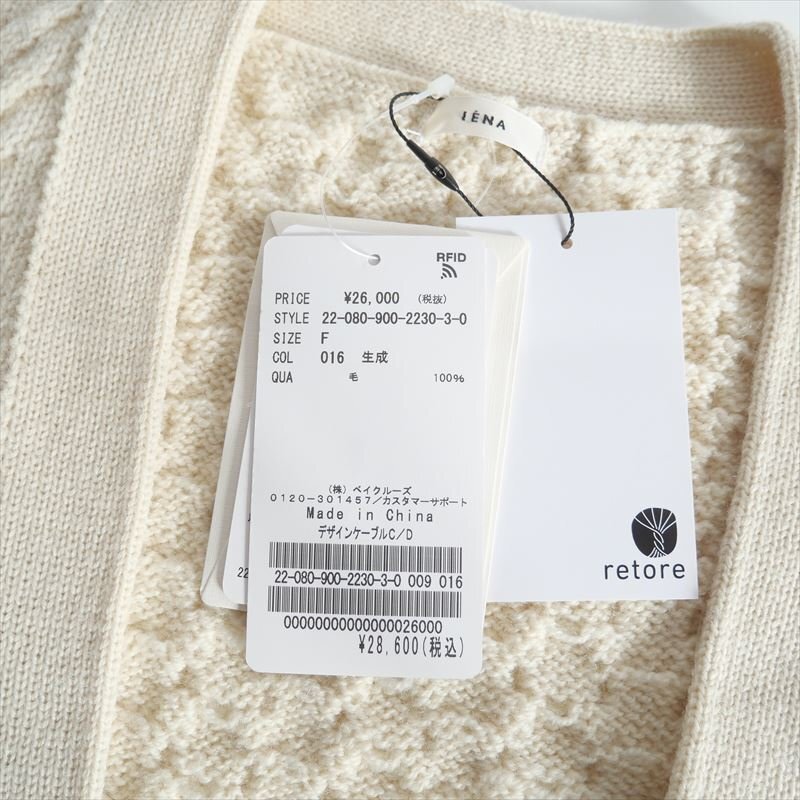 IÉNA
RFID
PRICE ¥26,000 (税抜)
STYLE 22-080-900-2230-3-0
SIZE F
COL 016 生成
QUA 毛 100%
(株) ベイクルーズ
0120-301457/カスタマーサポート
Made in China
デザインケーブルC/D
22-080-900-2230-3-0 009 016
00000000000000026000
¥28,600(税込)
22
retore